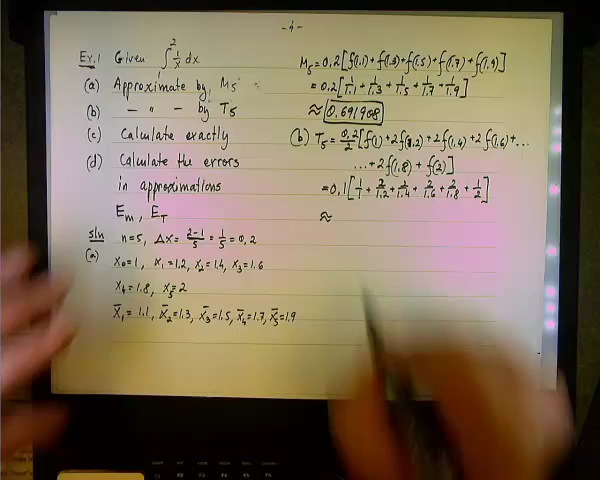 -4-
Ex.1 Given ∫₁² 1/x dx
(a) Approximate by M₅
(b) — " — by T₅
(c) Calculate exactly
(d) Calculate the errors
in approximations
E_m, E_T
sln n=5, Δx = (2-1)/5 = 1/5 = 0.2
(a) x₀=1, x₁=1.2, x₂=1.4, x₃=1.6
x₄=1.8, x₅=2
x̄₁=1.1, x̄₂=1.3, x̄₃=1.5, x̄₄=1.7, x̄₅=1.9
M₅=0.2[f(1.1)+f(1.3)+f(1.5)+f(1.7)+f(1.9)]
=0.2[1/1.1+1/1.3+1/1.5+1/1.7+1/1.9]
≈ 0.691908
(b) T₅ = 0.2/2 [f(1)+2f(1.2)+2f(1.4)+2f(1.6)+...
...+2f(1.8)+f(2)]
=0.1[1/1+2/1.2+2/1.4+2/1.6+2/1.8+1/2]
≈